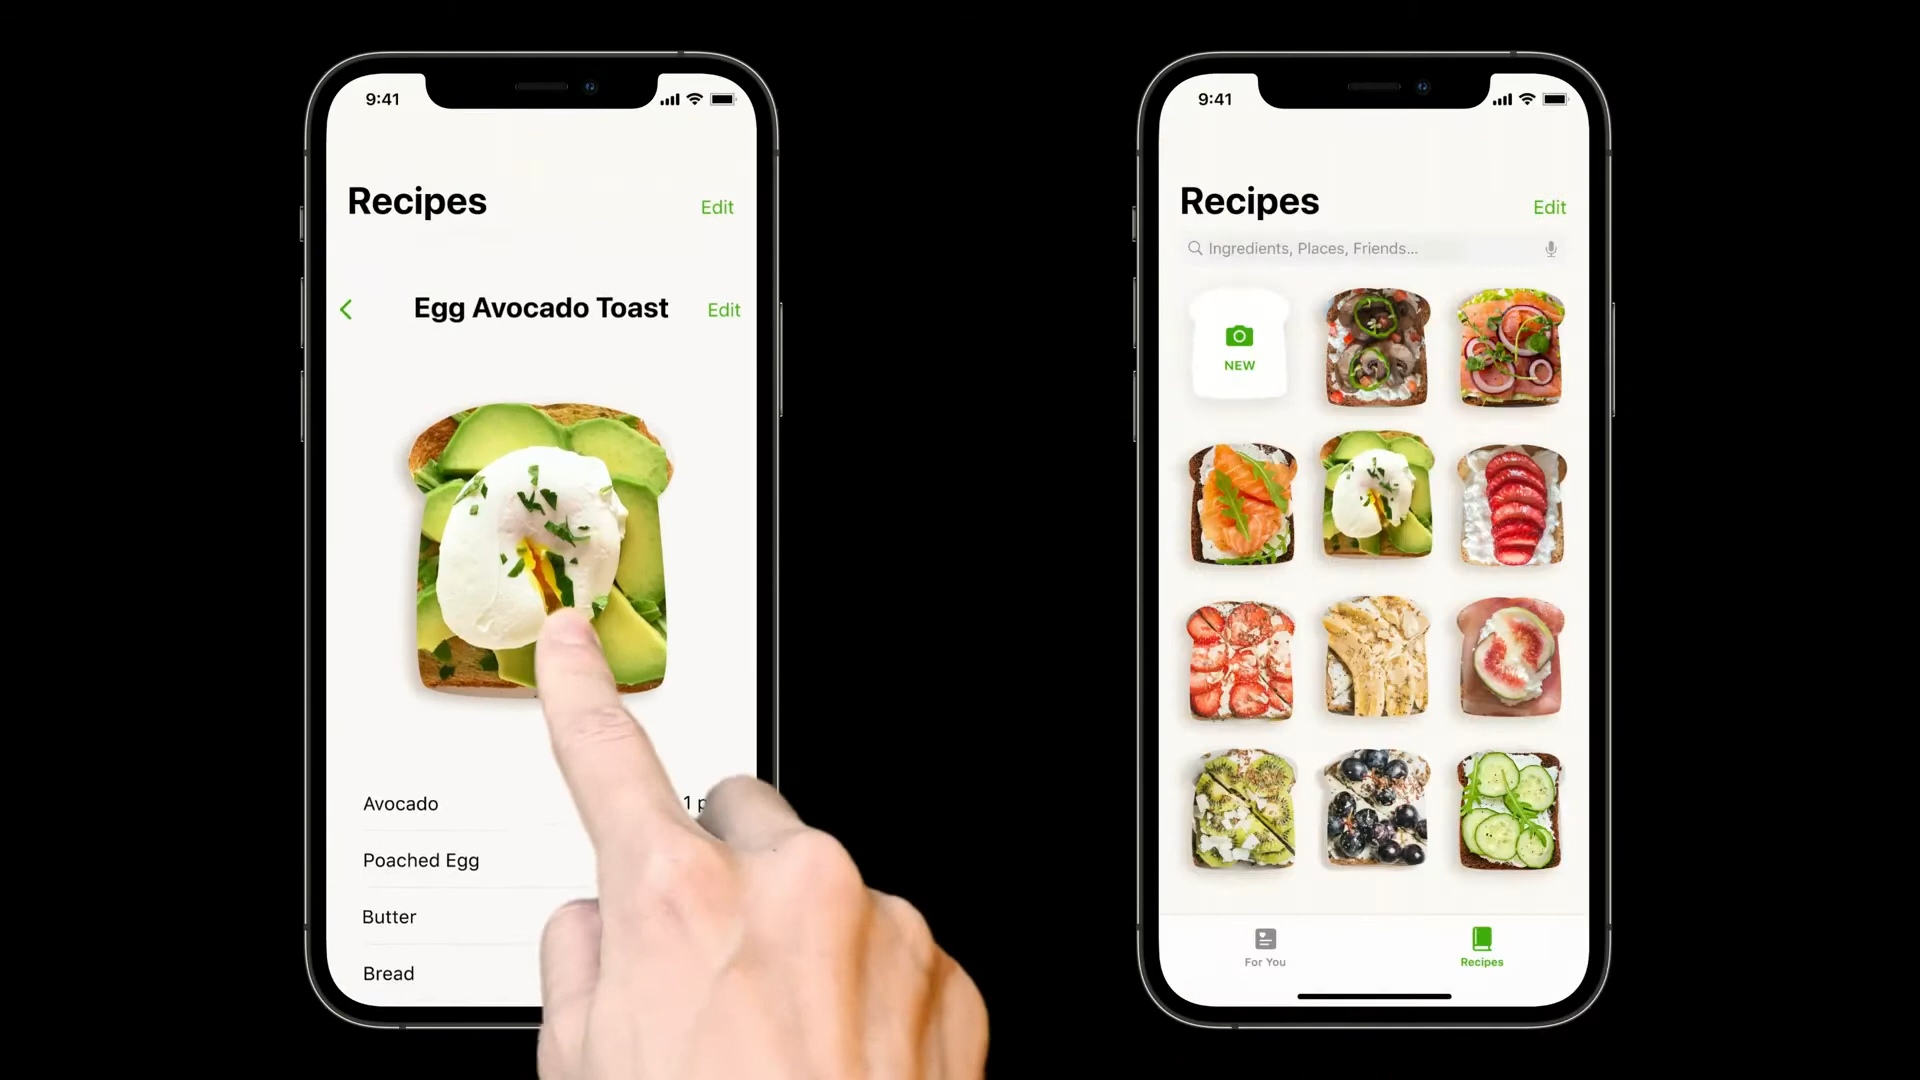 9:41
Recipes
Edit
Egg Avocado Toast
Edit
Avocado
1
Poached Egg
Butter
Bread
9:41
Recipes
Edit
Ingredients, Places, Friends...
NEW
For You
Recipes